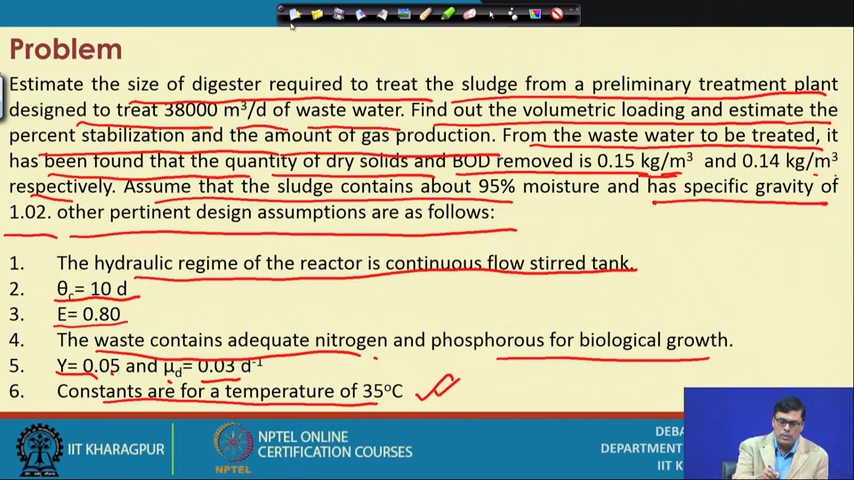 Problem
Estimate the size of digester required to treat the sludge from a preliminary treatment plant
designed to treat 38000 m³/d of waste water. Find out the volumetric loading and estimate the
percent stabilization and the amount of gas production. From the waste water to be treated, it
has been found that the quantity of dry solids and BOD removed is 0.15 kg/m³ and 0.14 kg/m³
respectively. Assume that the sludge contains about 95% moisture and has specific gravity of
1.02. other pertinent design assumptions are as follows:
1. The hydraulic regime of the reactor is continuous flow stirred tank.
2. θc= 10 d
3. E= 0.80
4. The waste contains adequate nitrogen and phosphorous for biological growth.
5. Y= 0.05 and μd= 0.03 d⁻¹
6. Constants are for a temperature of 35°C
IIT KHARAGPUR
NPTEL
NPTEL ONLINE
CERTIFICATION COURSES
DEBA
DEPARTMENT
IIT K